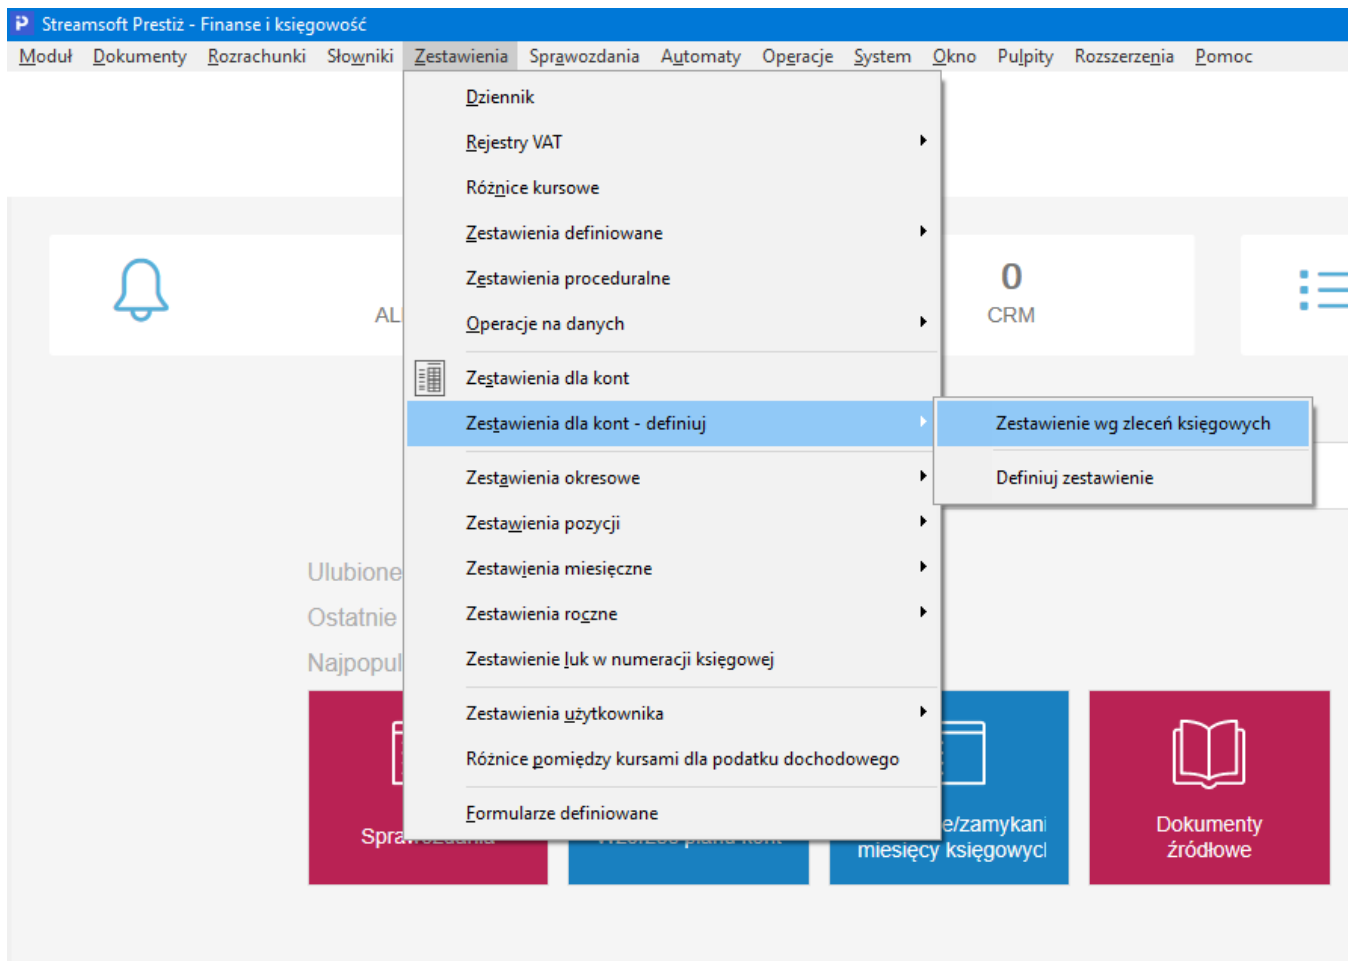 Streamsoft Prestiż - Finanse i księgowość
Moduł Dokumenty Rozrachunki Słowniki Zestawienia Sprawozdania Automaty Operacje System Okno Pulpity Rozszerzenia Pomoc
Dziennik
Rejestry VAT
Różnice kursowe
Zestawienia definiowane
Zestawienia proceduralne
Operacje na danych
Zestawienia dla kont
Zestawienia dla kont - definiuj
Zestawienia okresowe
Zestawienia pozycji
Zestawienia miesięczne
Zestawienia roczne
Zestawienie luk w numeracji księgowej
Zestawienia użytkownika
Różnice pomiędzy kursami dla podatku dochodowego
Formularze definiowane
Zestawienie wg zleceń księgowych
Definiuj zestawienie
0
CRM
Ulubione
Ostatnie
miesięcy
Dokumenty
źródłowe